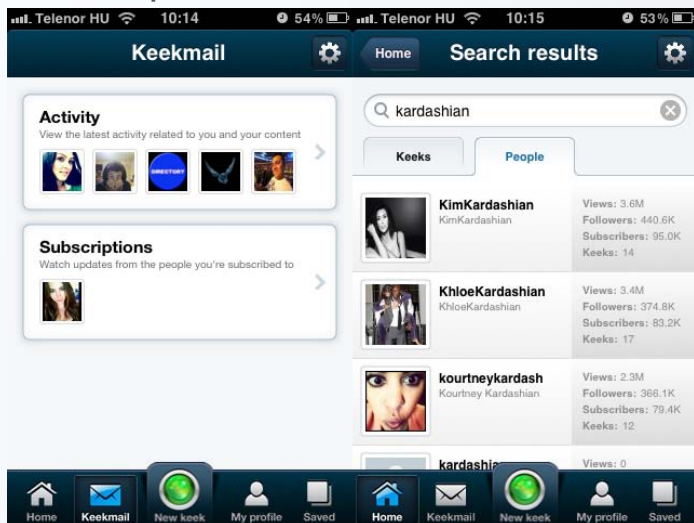 Telenor HU 10:14 54%
Keekmail
Activity
View the latest activity related to you and your content
DIRECTORY
Subscriptions
Watch updates from the people you're subscribed to
Home Keekmail New keek My profile Saved
Telenor HU 10:15 53%
Home Search results
kardashian
Keeks People
KimKardashian
KimKardashian
Views: 3.6M
Followers: 440.6K
Subscribers: 95.0K
Keeks: 14
KhloeKardashian
KhloeKardashian
Views: 3.4M
Followers: 374.8K
Subscribers: 83.2K
Keeks: 17
kourtneykardash
Kourtney Kardashian
Views: 2.3M
Followers: 366.1K
Subscribers: 79.4K
Keeks: 12
Views: 0
Home Keekmail New keek My profile Saved